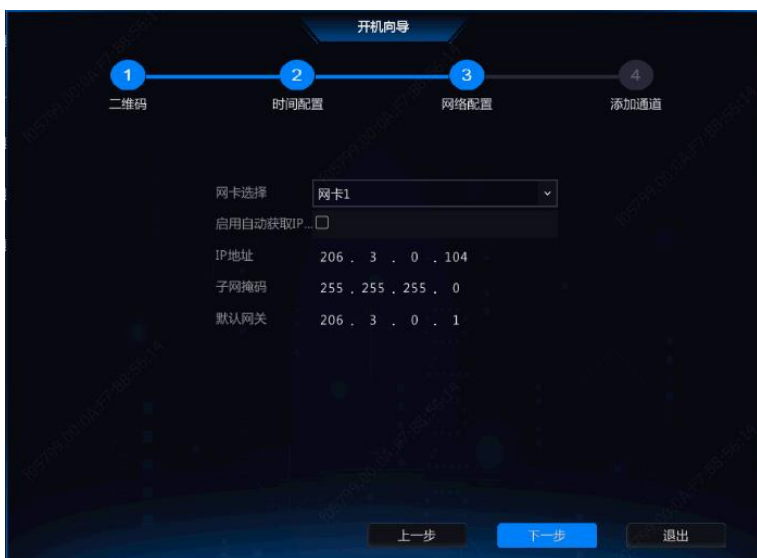 开机向导
1 2 3 4
二维码 时间配置 网络配置 添加通道
网卡选择 网卡1
启用自动获取IP...
IP地址 206 . 3 . 0 . 104
子网掩码 255 . 255 . 255 . 0
默认网关 206 . 3 . 0 . 1
上一步 下一步 退出